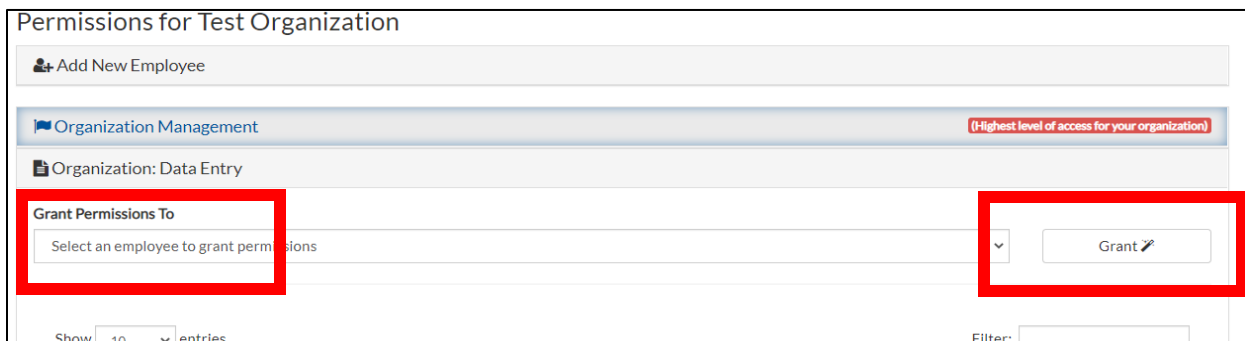 Permissions for Test Organization
Add New Employee
Organization Management (Highest level of access for your organization)
Organization: Data Entry
Grant Permissions To
Select an employee to grant permissions Grant
Show 10 entries Filter: